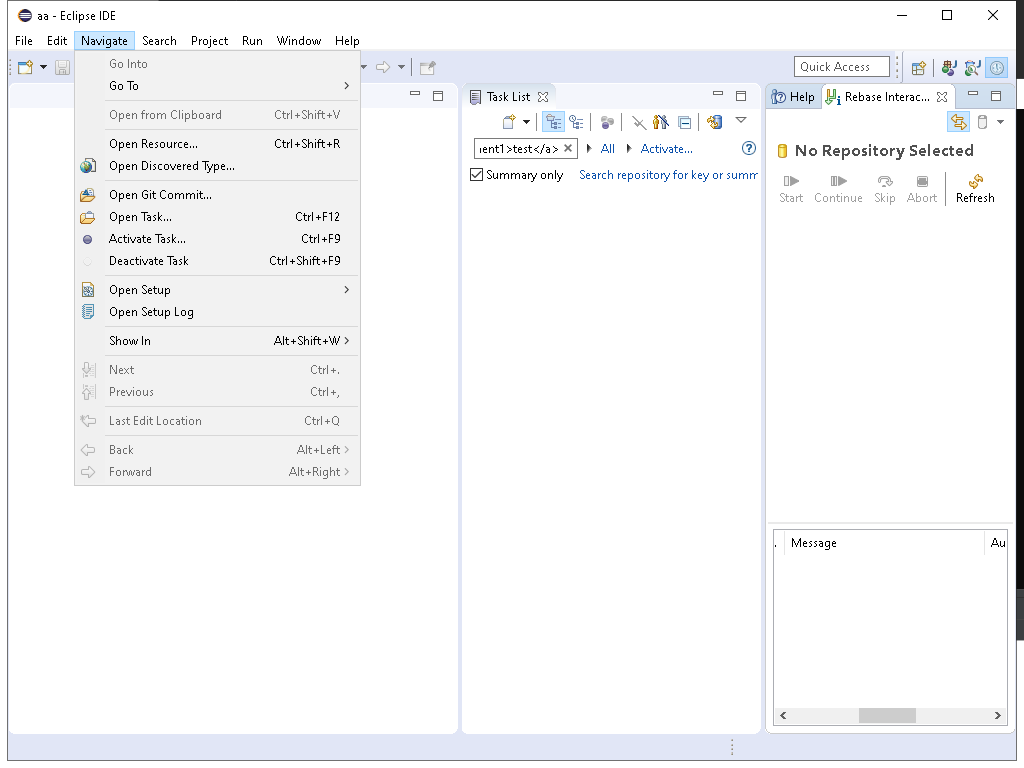 aa - Eclipse IDE
File Edit Navigate Search Project Run Window Help
Quick Access
Go Into
Go To
Open from Clipboard Ctrl+Shift+V
Open Resource... Ctrl+Shift+R
Open Discovered Type...
Open Git Commit...
Open Task... Ctrl+F12
Activate Task... Ctrl+F9
Deactivate Task Ctrl+Shift+F9
Open Setup
Open Setup Log
Show In Alt+Shift+W
Next Ctrl+.
Previous Ctrl+,
Last Edit Location Ctrl+Q
Back Alt+Left
Forward Alt+Right
Task List
ient1>test</a> All Activate...
Summary only Search repository for key or summ
Help Rebase Interac...
No Repository Selected
Start Continue Skip Abort Refresh
. Message Au